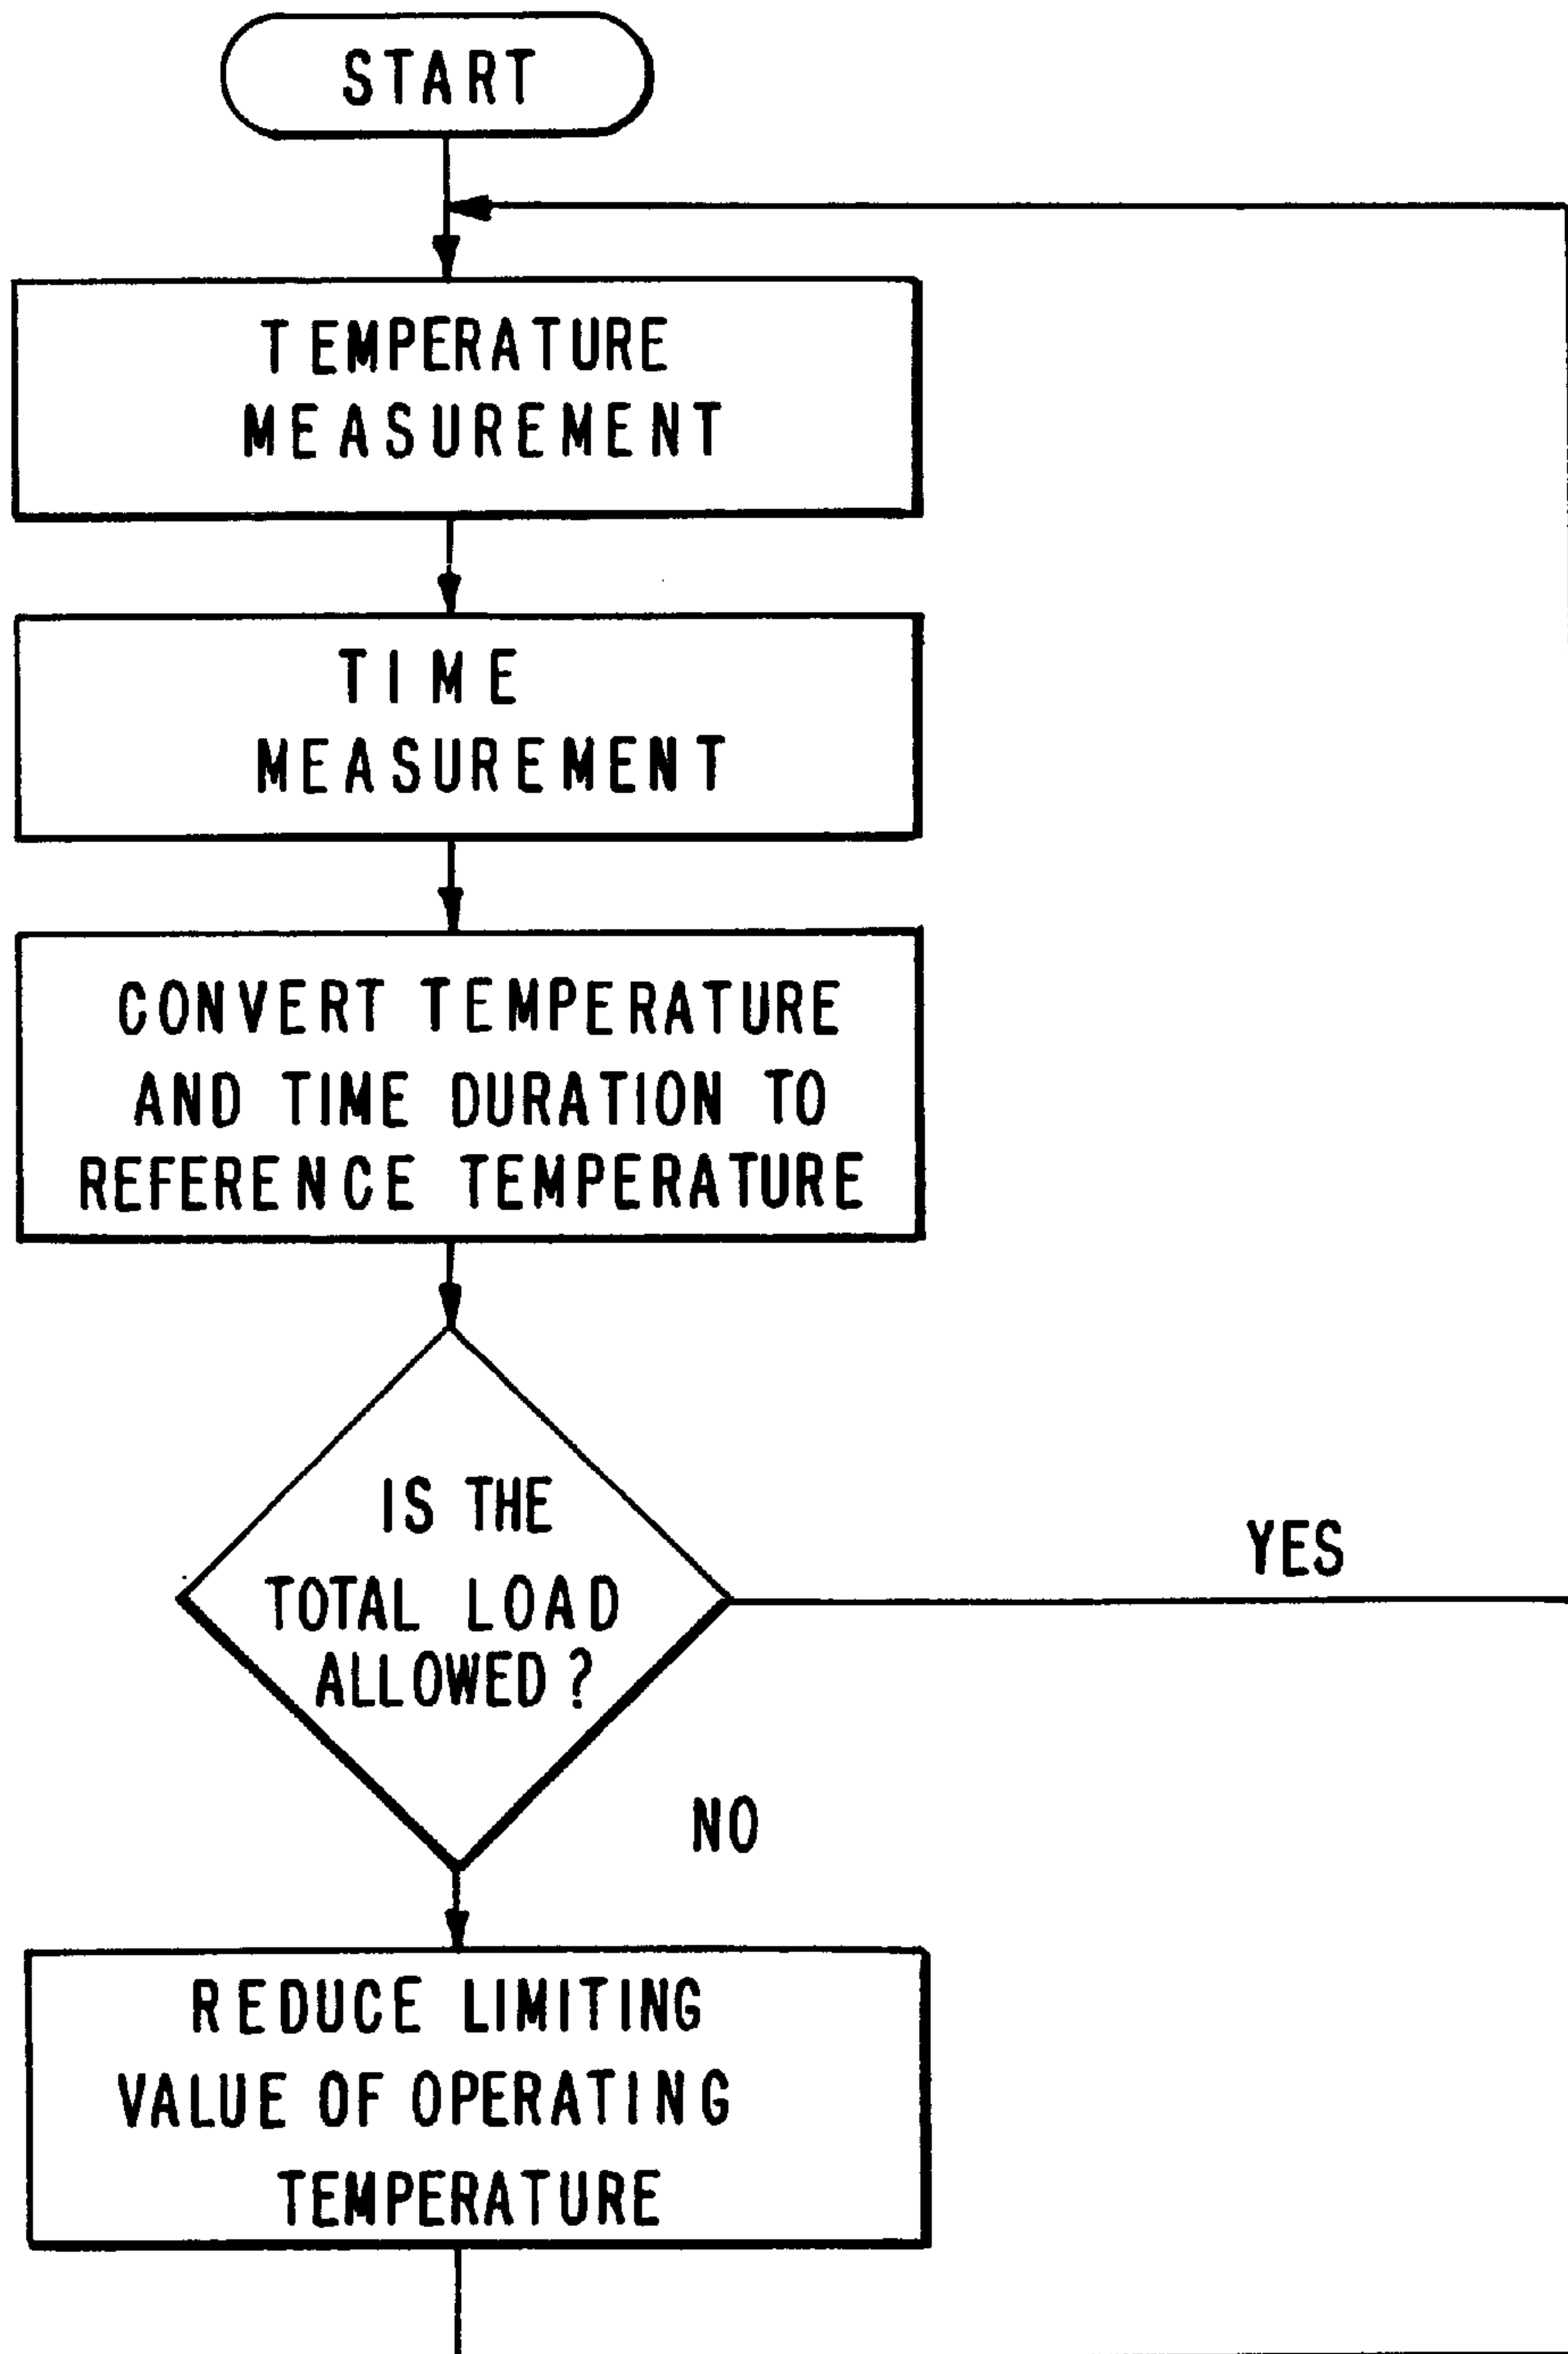 START
TEMPERATURE
MEASUREMENT
TIME
MEASUREMENT
CONVERT TEMPERATURE
AND TIME DURATION TO
REFERENCE TEMPERATURE
IS THE
TOTAL LOAD
ALLOWED?
YES
NO
REDUCE LIMITING
VALUE OF OPERATING
TEMPERATURE